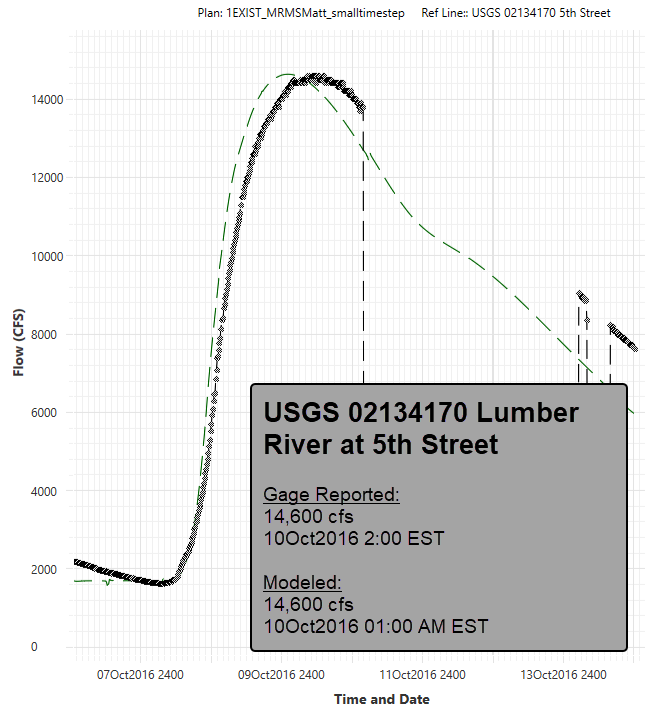 Plan: 1EXIST_MRMSMatt_smalltimestep Ref Line:: USGS 02134170 5th Street
14000
12000
10000
8000
6000
4000
2000
0
Flow (CFS)
USGS 02134170 Lumber
River at 5th Street
Gage Reported:
14,600 cfs
10Oct2016 2:00 EST
Modeled:
14,600 cfs
10Oct2016 01:00 AM EST
07Oct2016 2400 09Oct2016 2400 11Oct2016 2400 13Oct2016 2400
Time and Date